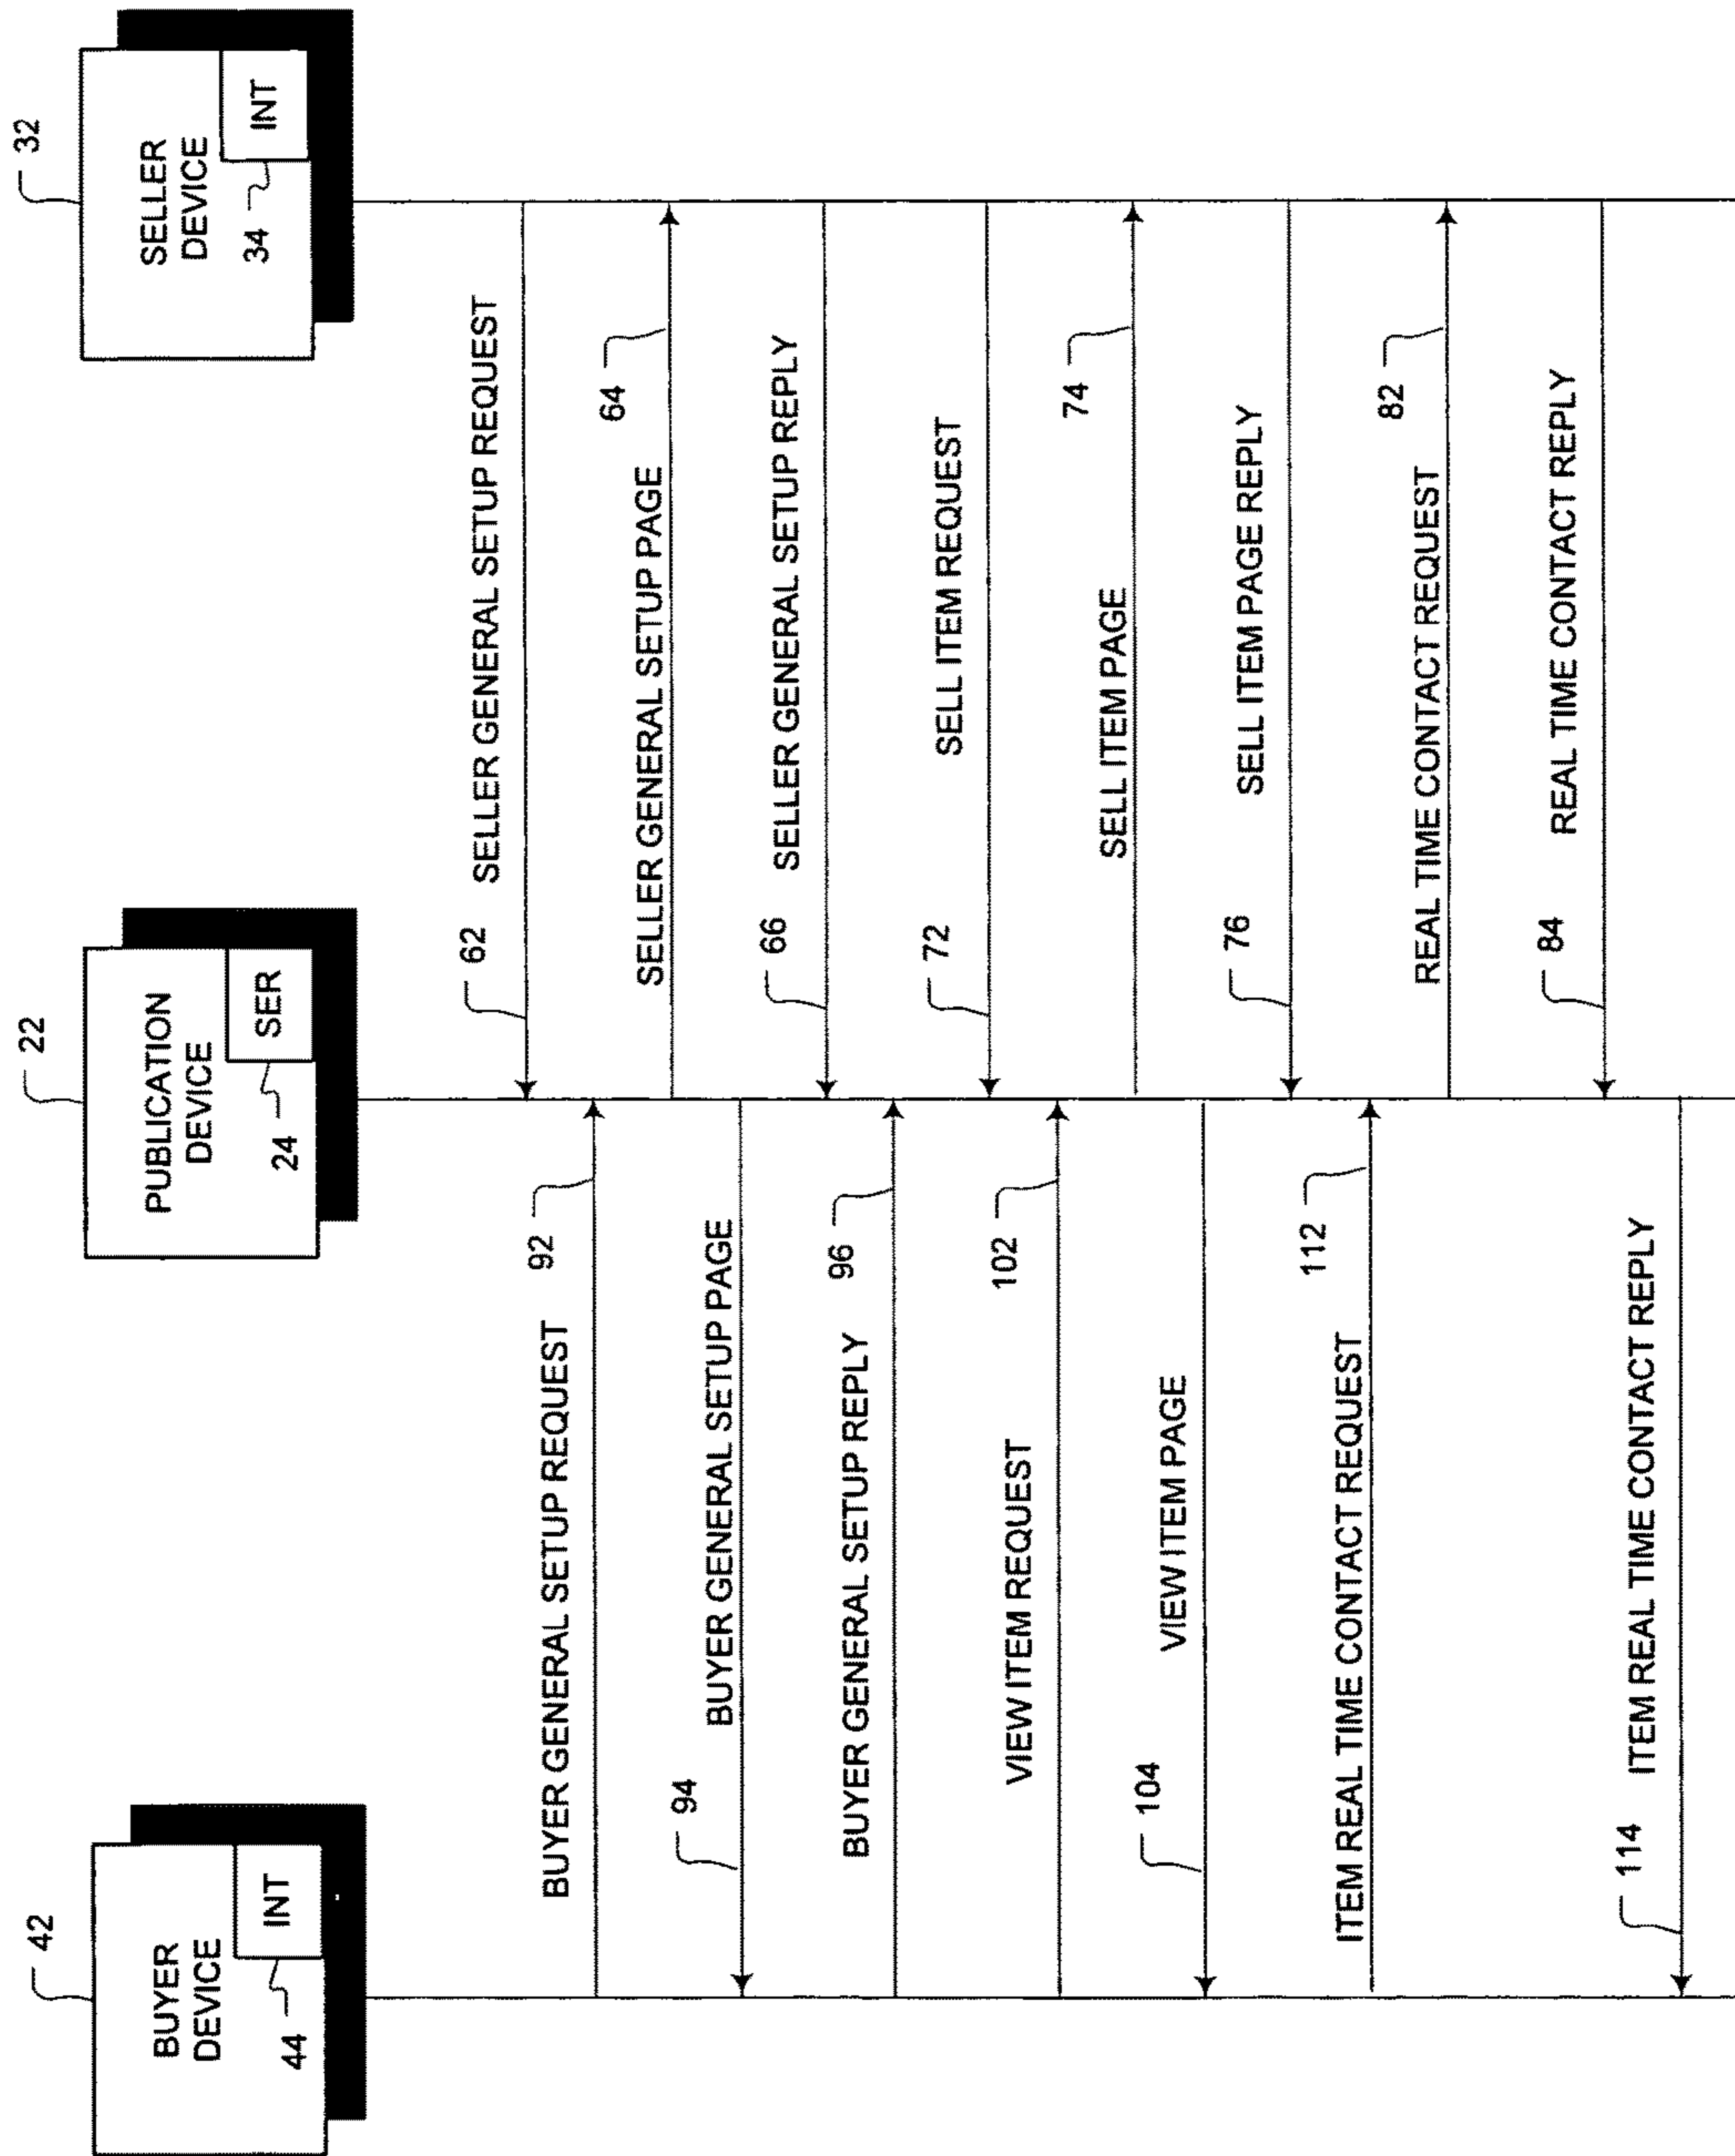 42
BUYER
DEVICE
INT
44
22
PUBLICATION
DEVICE
SER
24
32
SELLER
DEVICE
INT
34
62
SELLER GENERAL SETUP REQUEST
BUYER GENERAL SETUP REQUEST
92
SELLER GENERAL SETUP PAGE
64
94
BUYER GENERAL SETUP PAGE
66
SELLER GENERAL SETUP REPLY
BUYER GENERAL SETUP REPLY
96
72
SELL ITEM REQUEST
VIEW ITEM REQUEST
102
SELL ITEM PAGE
74
104
VIEW ITEM PAGE
76
SELL ITEM PAGE REPLY
ITEM REAL TIME CONTACT REQUEST
112
REAL TIME CONTACT REQUEST
82
84
REAL TIME CONTACT REPLY
114
ITEM REAL TIME CONTACT REPLY